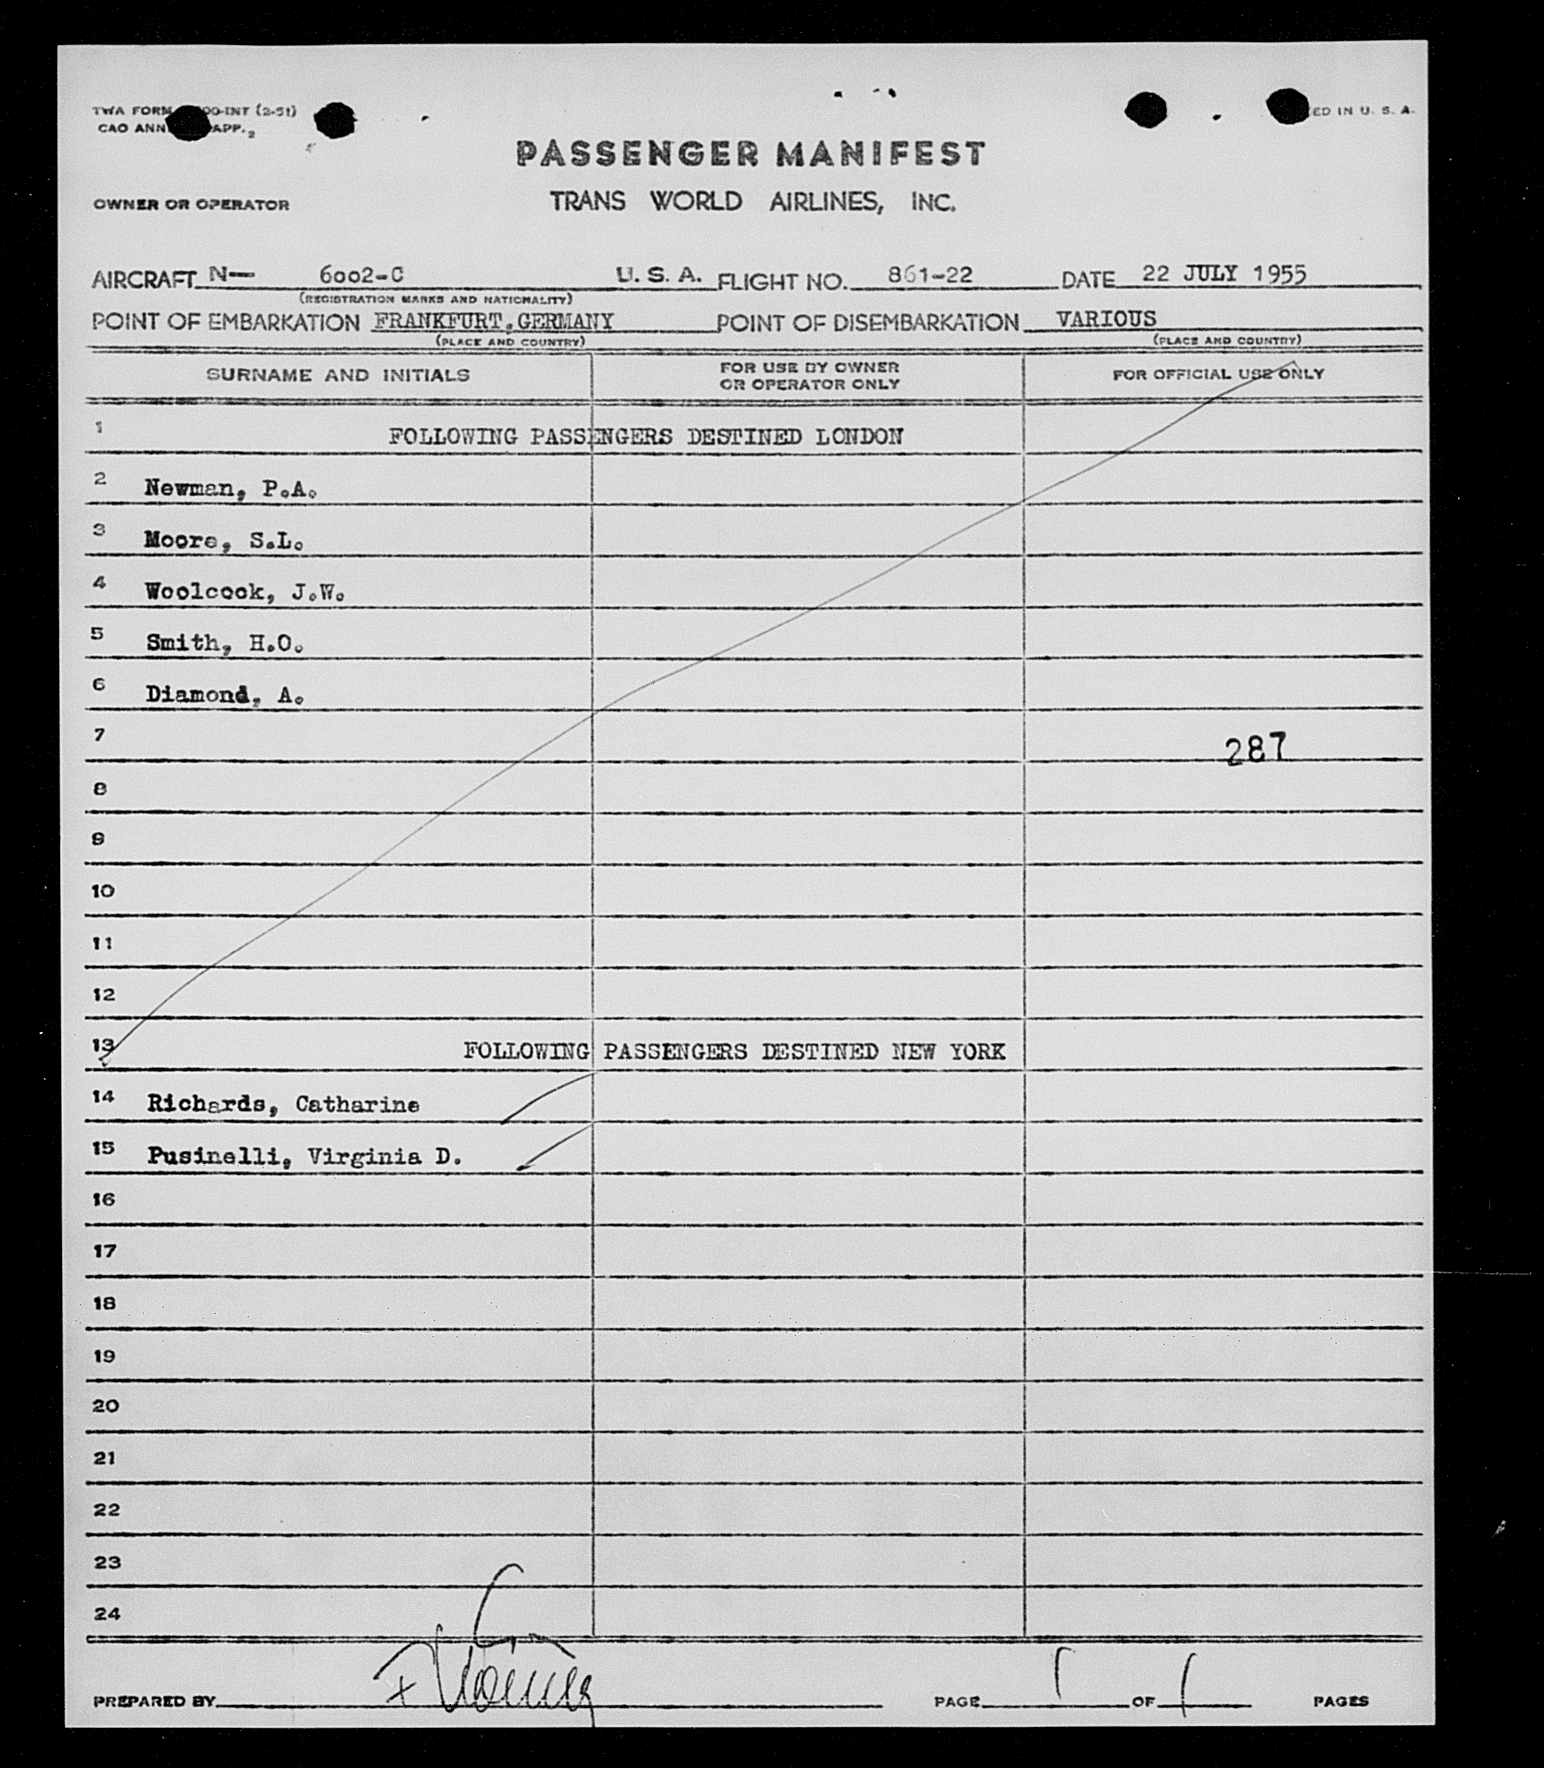 TWA FORM 00-INT (2-51)
ED IN U. S. A.
CAO ANN APP. 2
PASSENGER MANIFEST
OWNER OR OPERATOR
TRANS WORLD AIRLINES, INC.
AIRCRAFT N— 6002-C U. S. A. FLIGHT NO. 861-22 DATE 22 JULY 1955
(REGISTRATION MARKS AND NATIONALITY)
POINT OF EMBARKATION FRANKFURT, GERMANY POINT OF DISEMBARKATION VARIOUS
(PLACE AND COUNTRY) (PLACE AND COUNTRY)
SURNAME AND INITIALS
FOR USE BY OWNER
OR OPERATOR ONLY
FOR OFFICIAL USE ONLY
1 FOLLOWING PASSENGERS DESTINED LONDON
2 Newman, P.A.
3 Moore, S.L.
4 Woolcock, J.W.
5 Smith, H.O.
6 Diamond, A.
7 287
8
9
10
11
12
13 FOLLOWING PASSENGERS DESTINED NEW YORK
14 Richards, Catharine
15 Pusinelli, Virginia D.
16
17
18
19
20
21
22
23
24
PREPARED BY PAGE 1 OF 1 PAGES